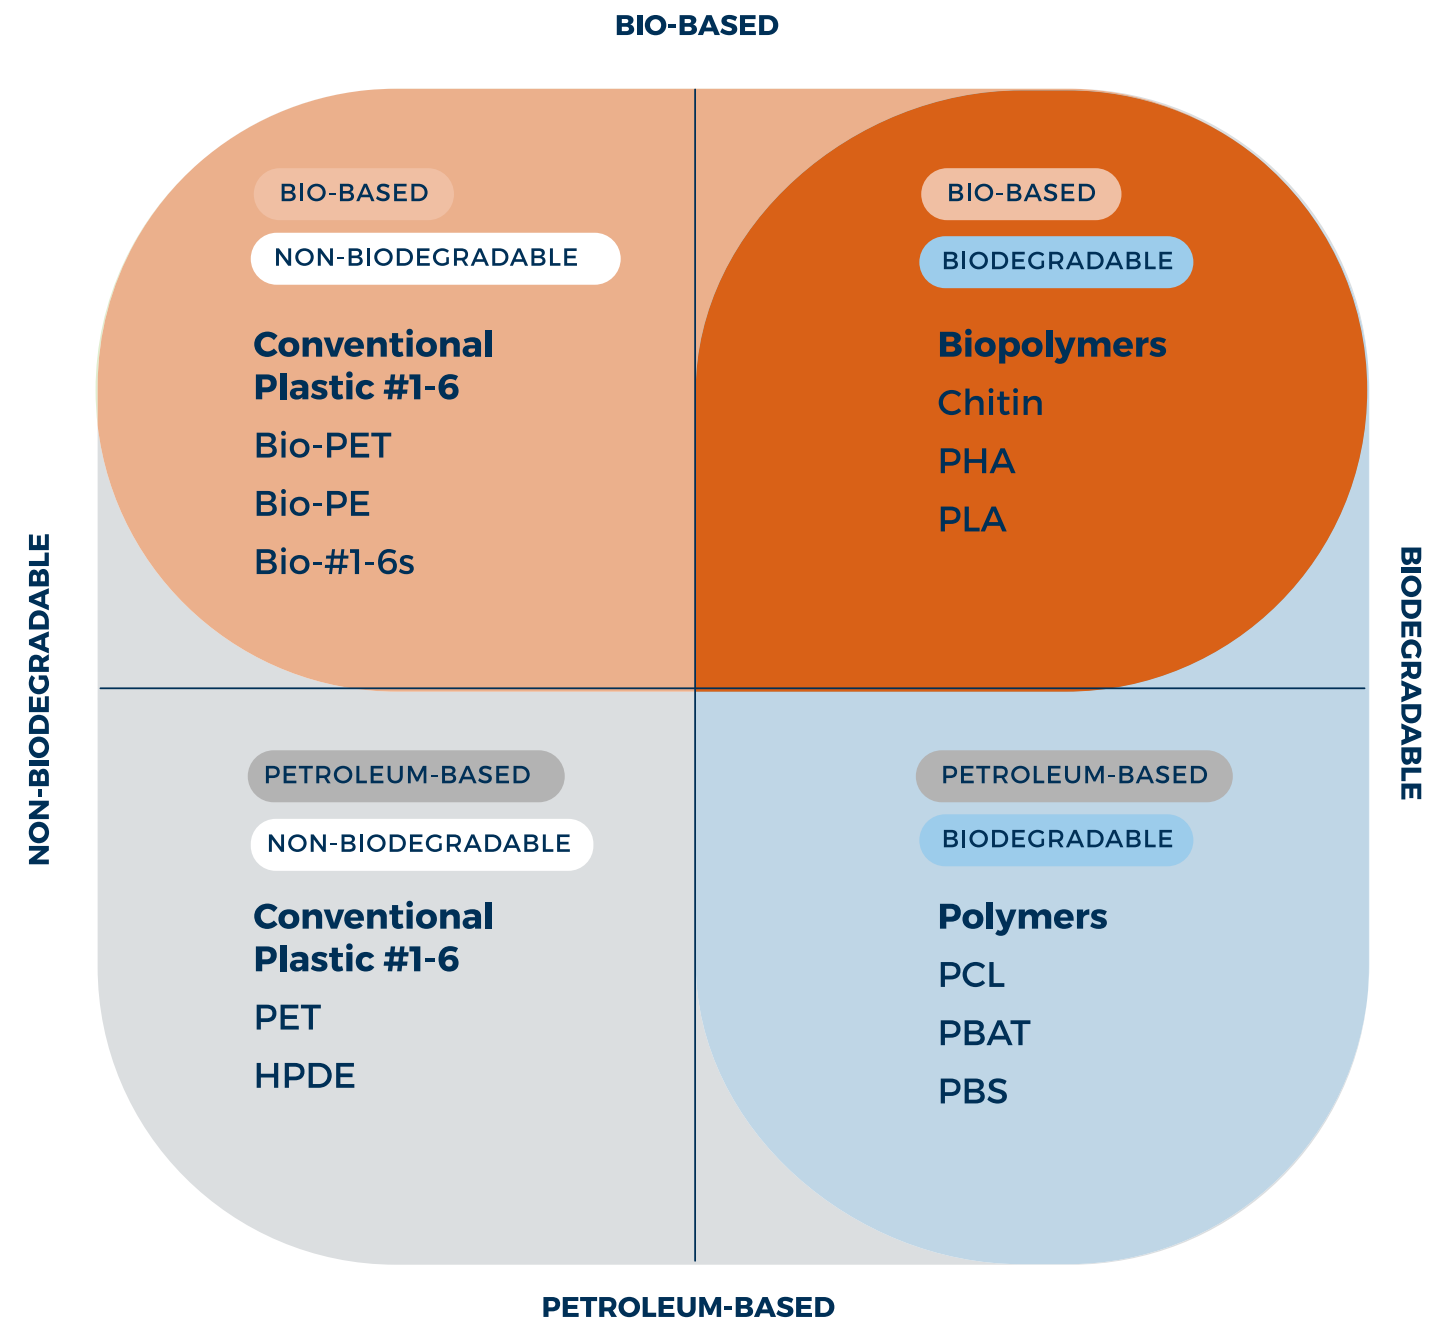 BIO-BASED
BIO-BASED
NON-BIODEGRADABLE
Conventional
Plastic #1-6
Bio-PET
Bio-PE
Bio-#1-6s
BIO-BASED
BIODEGRADABLE
Biopolymers
Chitin
PHA
PLA
NON-BIODEGRADABLE
BIODEGRADABLE
PETROLEUM-BASED
NON-BIODEGRADABLE
Conventional
Plastic #1-6
PET
HPDE
PETROLEUM-BASED
BIODEGRADABLE
Polymers
PCL
PBAT
PBS
PETROLEUM-BASED